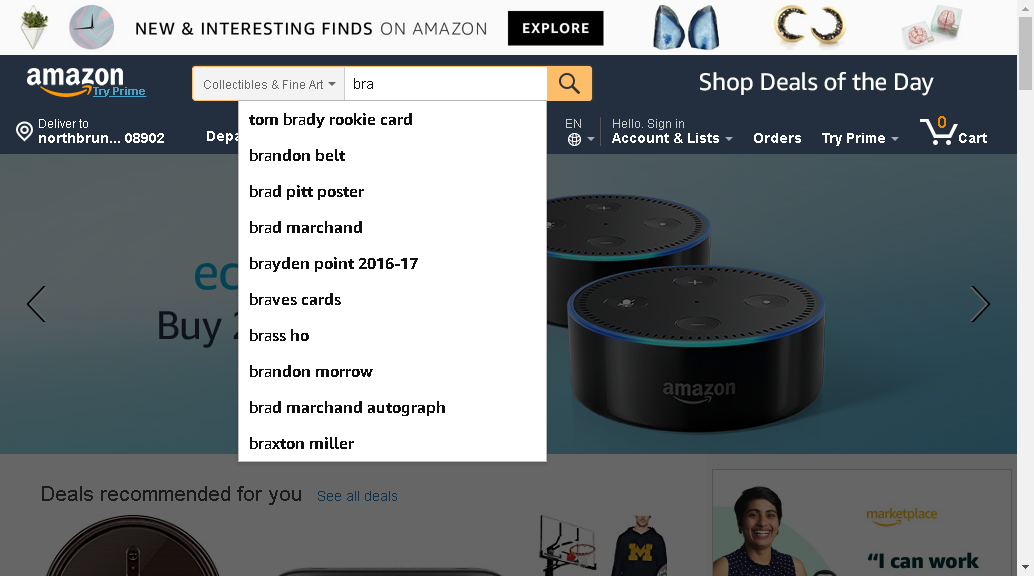 NEW & INTERESTING FINDS ON AMAZON
EXPLORE
amazon
Try Prime
Collectibles & Fine Art
bra
Shop Deals of the Day
Deliver to
northbrun... 08902
Depa
EN
Hello. Sign in
Account & Lists
Orders
Try Prime
0
Cart
tom brady rookie card
brandon belt
brad pitt poster
brad marchand
brayden point 2016-17
braves cards
brass ho
brandon morrow
brad marchand autograph
braxton miller
ec
Buy 2
amazon
Deals recommended for you
See all deals
M
marketplace
“I can work